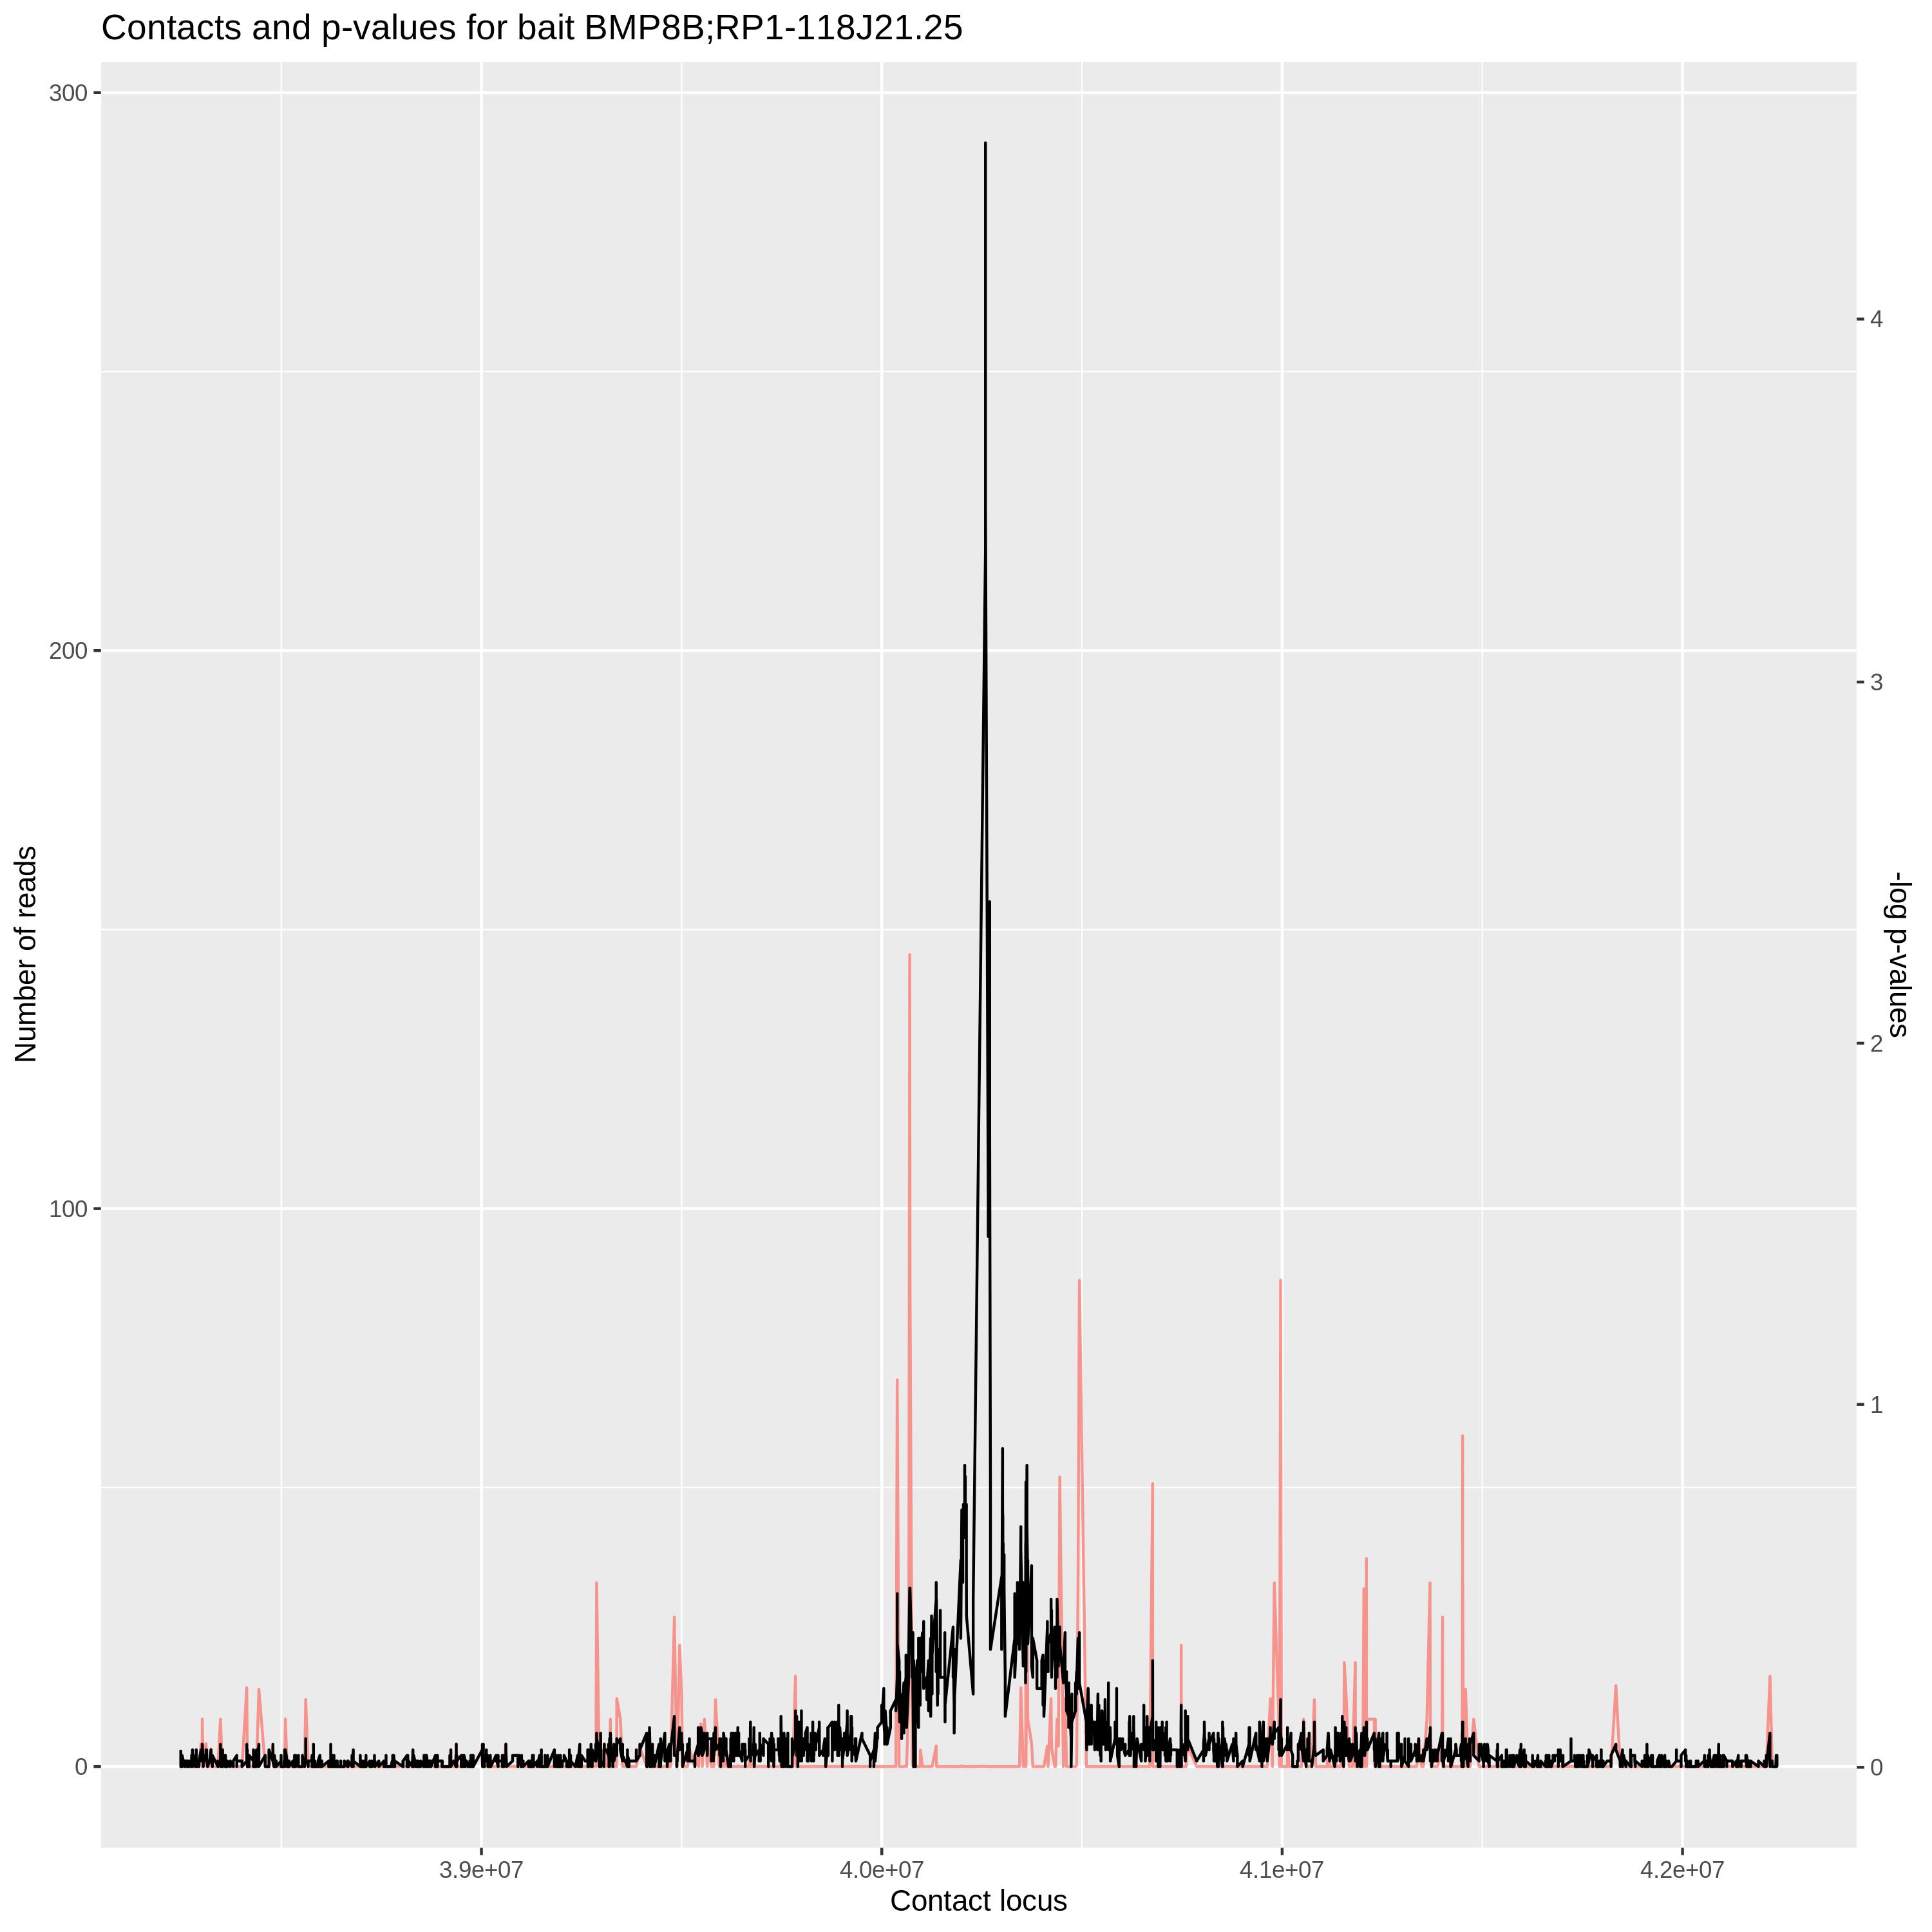 Contacts and p-values for bait BMP8B;RP1-118J21.25
300
200
100
0
Number of reads
4
3
2
1
0
-log p-values
3.9e+07
4.0e+07
4.1e+07
4.2e+07
Contact locus